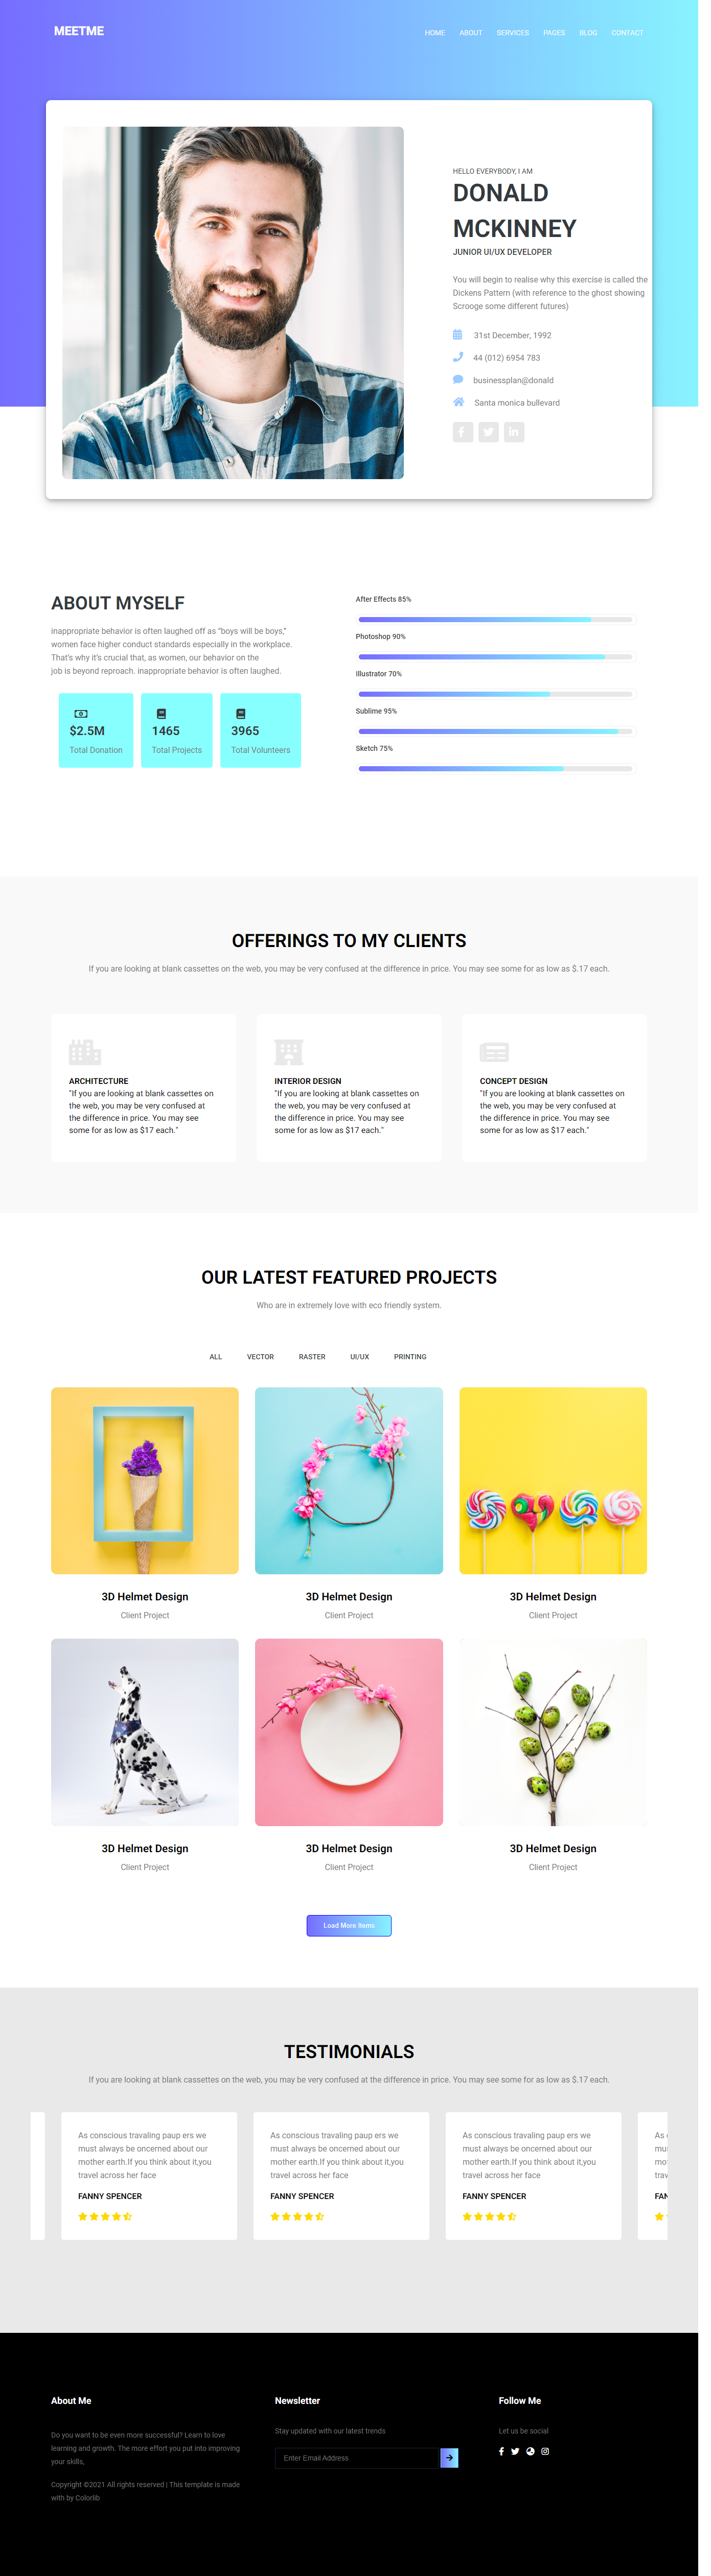 MEETME
HOME ABOUT SERVICES PAGES BLOG CONTACT
HELLO EVERYBODY, I AM
DONALD
MCKINNEY
JUNIOR UI/UX DEVELOPER
You will begin to realise why this exercise is called the
Dickens Pattern (with reference to the ghost showing
Scrooge some different futures)
31st December, 1992
44 (012) 6954 783
businessplan@donald
Santa monica bullevard
ABOUT MYSELF
inappropriate behavior is often laughed off as “boys will be boys,”
women face higher conduct standards especially in the workplace.
That’s why it’s crucial that, as women, our behavior on the
job is beyond reproach. inappropriate behavior is often laughed.
$2.5M
Total Donation
1465
Total Projects
3965
Total Volunteers
After Effects 85%
Photoshop 90%
Illustrator 70%
Sublime 95%
Sketch 75%
OFFERINGS TO MY CLIENTS
If you are looking at blank cassettes on the web, you may be very confused at the difference in price. You may see some for as low as $.17 each.
ARCHITECTURE
"If you are looking at blank cassettes on
the web, you may be very confused at
the difference in price. You may see
some for as low as $17 each."
INTERIOR DESIGN
"If you are looking at blank cassettes on
the web, you may be very confused at
the difference in price. You may see
some for as low as $17 each."
CONCEPT DESIGN
"If you are looking at blank cassettes on
the web, you may be very confused at
the difference in price. You may see
some for as low as $17 each."
OUR LATEST FEATURED PROJECTS
Who are in extremely love with eco friendly system.
ALL VECTOR RASTER UI/UX PRINTING
3D Helmet Design
Client Project
3D Helmet Design
Client Project
3D Helmet Design
Client Project
3D Helmet Design
Client Project
3D Helmet Design
Client Project
3D Helmet Design
Client Project
Load More Items
TESTIMONIALS
If you are looking at blank cassettes on the web, you may be very confused at the difference in price. You may see some for as low as $.17 each.
As conscious travaling paup ers we
must always be oncerned about our
mother earth.If you think about it,you
travel across her face
FANNY SPENCER
As conscious travaling paup ers we
must always be oncerned about our
mother earth.If you think about it,you
travel across her face
FANNY SPENCER
As conscious travaling paup ers we
must always be oncerned about our
mother earth.If you think about it,you
travel across her face
FANNY SPENCER
About Me
Do you want to be even more successful? Learn to love
learning and growth. The more effort you put into improving
your skills,
Copyright ©2021 All rights reserved | This template is made
with by Colorlib
Newsletter
Stay updated with our latest trends
Enter Email Address
Follow Me
Let us be social